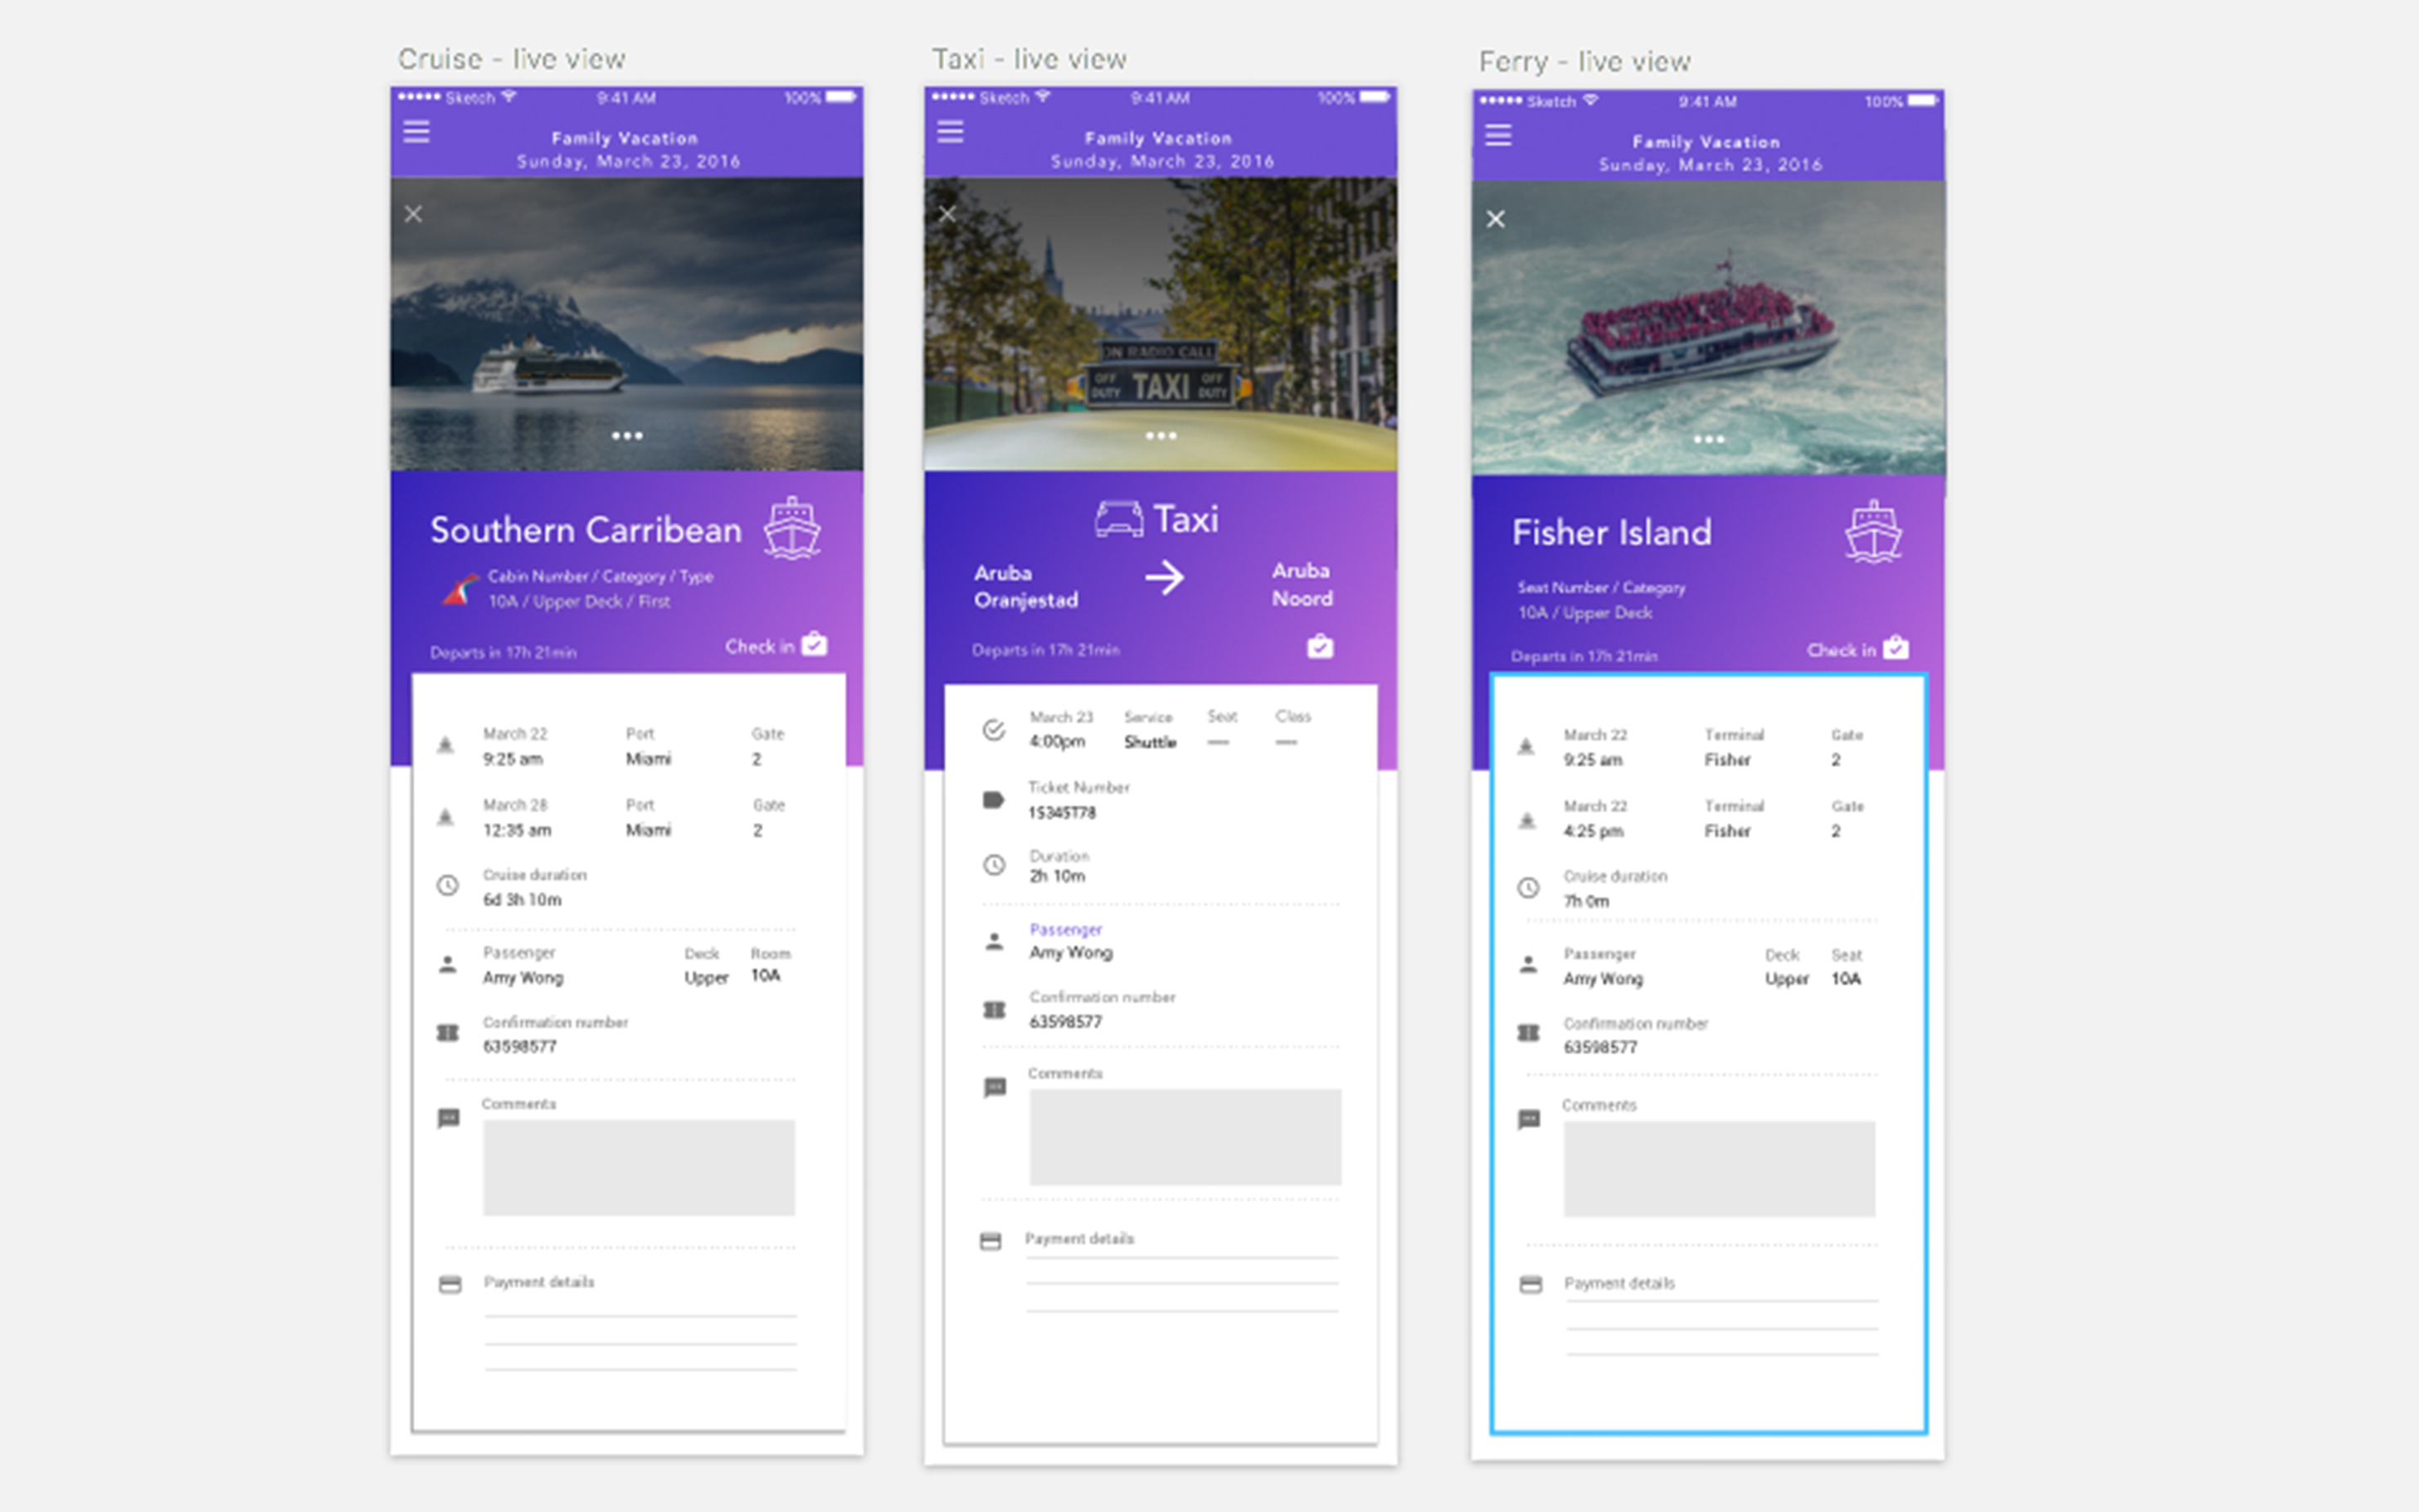 Cruise - live view
Sketch 9:41 AM 100%
Family Vacation
Sunday, March 23, 2016
Southern Carribean
Cabin Number / Category / Type
10A / Upper Deck / First
Departs in 17h 21min
Check in
March 22 Port Gate
9:25 am Miami 2
March 28 Port Gate
12:35 am Miami 2
Cruise duration
6d 3h 10m
Passenger Deck Room
Amy Wong Upper 10A
Confirmation number
63598577
Comments
Payment details
Taxi - live view
Sketch 9:41 AM 100%
Family Vacation
Sunday, March 23, 2016
ON RADIO CALL
OFF DUTY TAXI OFF DUTY
Taxi
Aruba Oranjestad
Aruba Noord
Departs in 17h 21min
March 23 Service Seat Class
4:00pm Shuttle — —
Ticket Number
15345T78
Duration
2h 10m
Passenger
Amy Wong
Confirmation number
63598577
Comments
Payment details
Ferry - live view
Sketch 9:41 AM 100%
Family Vacation
Sunday, March 23, 2016
Fisher Island
Seat Number / Category
10A / Upper Deck
Departs in 17h 21min
Check in
March 22 Terminal Gate
9:25 am Fisher 2
March 22 Terminal Gate
4:25 pm Fisher 2
Cruise duration
7h 0m
Passenger Deck Seat
Amy Wong Upper 10A
Confirmation number
63598577
Comments
Payment details